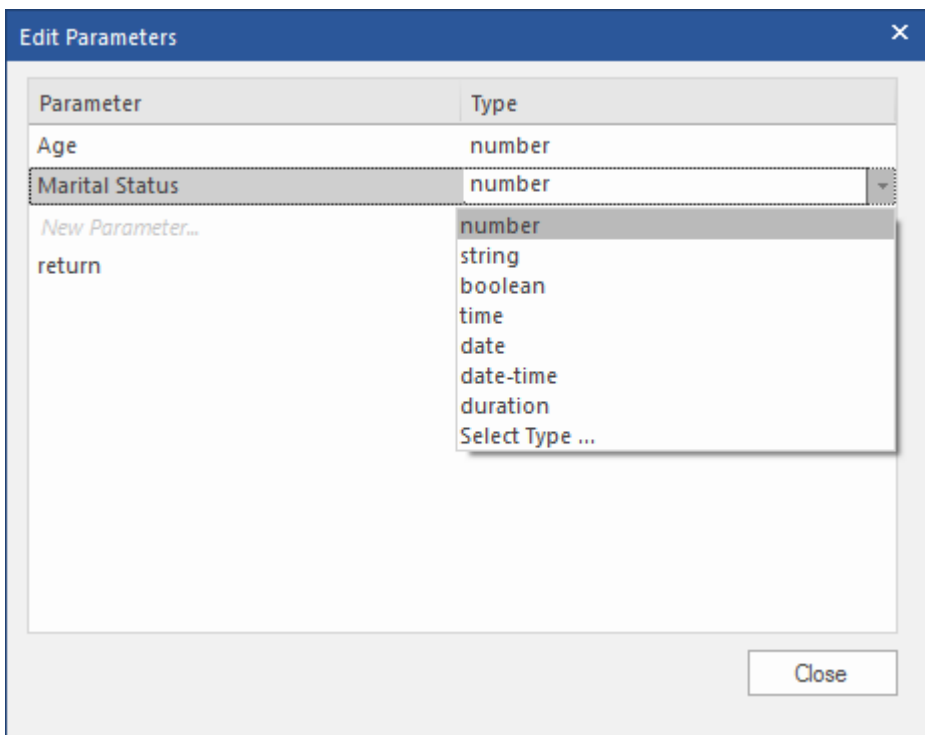 Edit Parameters
Parameter Type
Age number
Marital Status number
New Parameter... number
return string
boolean
time
date
date-time
duration
Select Type ...
Close